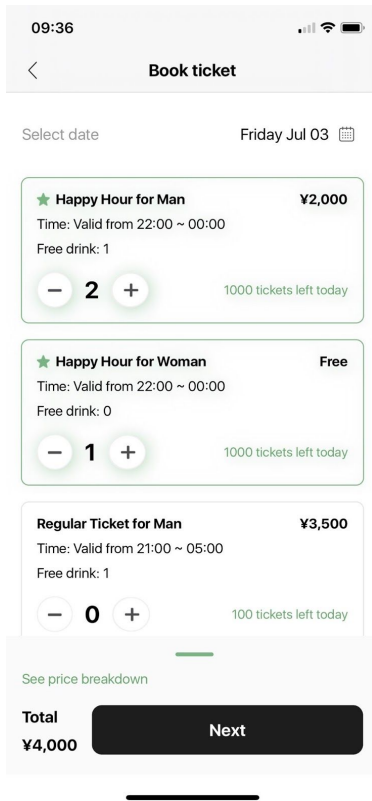 09:36
Book ticket
Select date Friday Jul 03
Happy Hour for Man ¥2,000
Time: Valid from 22:00 ~ 00:00
Free drink: 1
2 1000 tickets left today
Happy Hour for Woman Free
Time: Valid from 22:00 ~ 00:00
Free drink: 0
1 1000 tickets left today
Regular Ticket for Man ¥3,500
Time: Valid from 21:00 ~ 05:00
Free drink: 1
0 100 tickets left today
See price breakdown
Total
¥4,000
Next